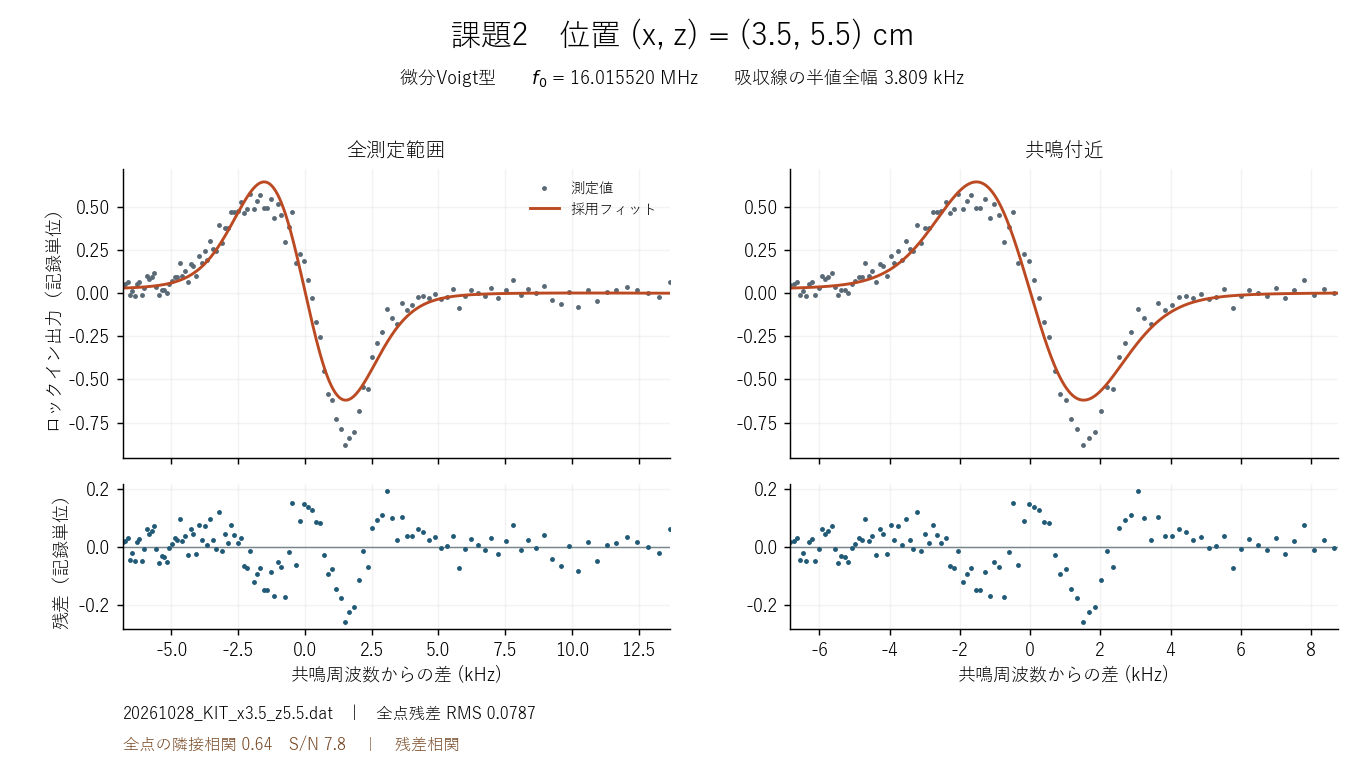 課題2　位置 (x, z) = (3.5, 5.5) cm
微分Voigt型　　f₀ = 16.015520 MHz　　吸収線の半値全幅 3.809 kHz
全測定範囲
ロックイン出力（記録単位）
0.50
0.25
0.00
-0.25
-0.50
-0.75
測定値
採用フィット
残差（記録単位）
0.2
0.0
-0.2
-5.0 -2.5 0.0 2.5 5.0 7.5 10.0 12.5
共鳴周波数からの差 (kHz)
共鳴付近
0.50
0.25
0.00
-0.25
-0.50
-0.75
0.2
0.0
-0.2
-6 -4 -2 0 2 4 6 8
共鳴周波数からの差 (kHz)
20261028_KIT_x3.5_z5.5.dat　|　全点残差 RMS 0.0787
全点の隣接相関 0.64　S/N 7.8　|　残差相関